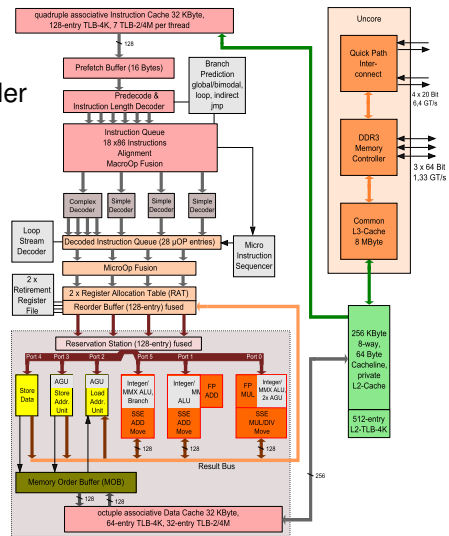 quadruple associative Instruction Cache 32 KByte,
128-entry TLB-4K, 7 TLB-2/4M per thread
128
Prefetch Buffer (16 Bytes)
ler
Predecode &
Instruction Length Decoder
Branch
Prediction
global/bimodal,
loop, indirect
jmp
Instruction Queue
18 x86 Instructions
Alignment
MacroOp Fusion
Complex
Decoder
Simple
Decoder
Simple
Decoder
Simple
Decoder
Loop
Stream
Decoder
Decoded Instruction Queue (28 µOP entries)
MicroOp Fusion
Micro
Instruction
Sequencer
2 x
Retirement
Register
File
2 x Register Allocation Table (RAT)
Reorder Buffer (128-entry) fused
Reservation Station (128-entry) fused
Port 4
Port 3
Port 2
Port 5
Port 1
Port 0
Store
Data
AGU
Store
Addr.
Unit
AGU
Load
Addr.
Unit
Integer/
MMX ALU,
Branch
SSE
ADD
Move
Integer/
MM
ALU
FP
ADD
SSE
ADD
Move
FP
MUL
Integer/
MMX ALU,
2x AGU
SSE
MUL/DIV
Move
128
128
128
Result Bus
Memory Order Buffer (MOB)
128
128
256
octuple associative Data Cache 32 KByte,
64-entry TLB-4K, 32-entry TLB-2/4M
Uncore
Quick Path
Inter-
connect
4 x 20 Bit
6,4 GT/s
DDR3
Memory
Controller
3 x 64 Bit
1,33 GT/s
Common
L3-Cache
8 MByte
256 KByte
8-way,
64 Byte
Cacheline,
private
L2-Cache
512-entry
L2-TLB-4K